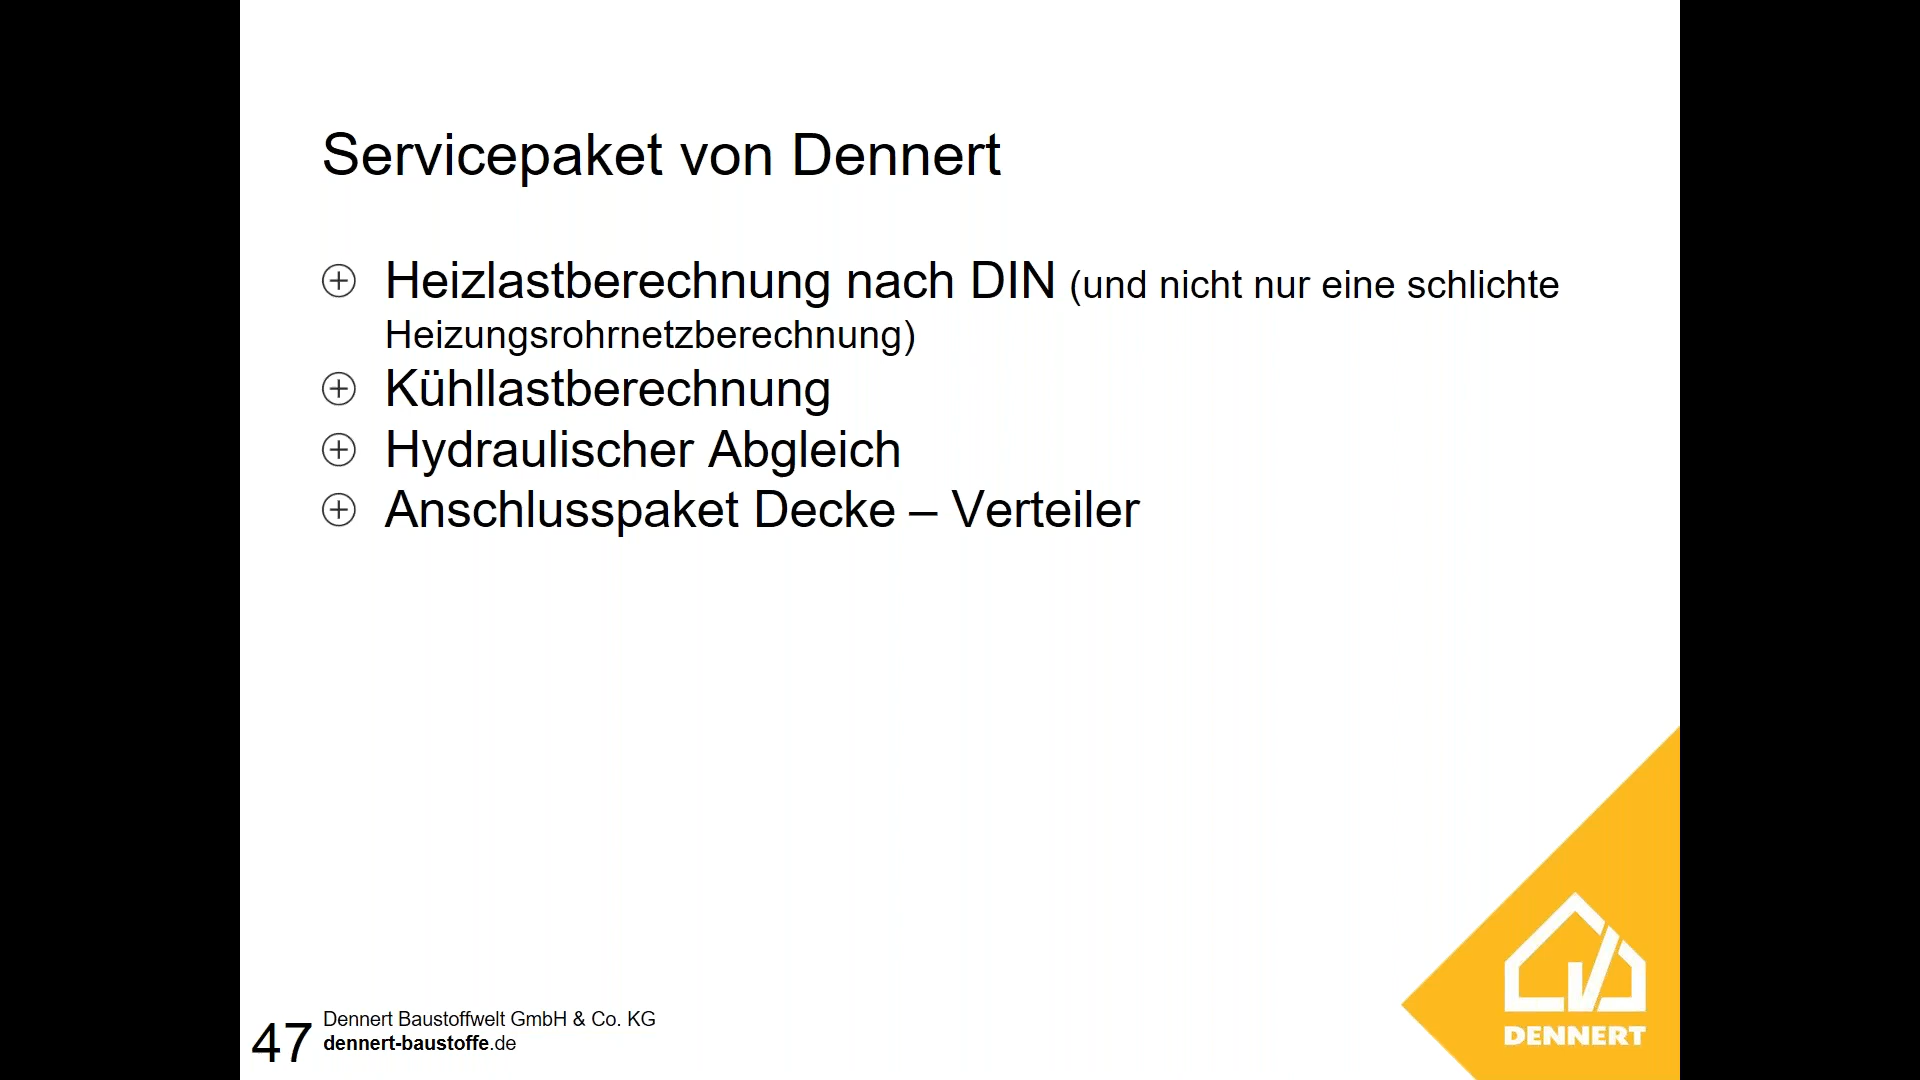 Servicepaket von Dennert
Heizlastberechnung nach DIN (und nicht nur eine schlichte
Heizungsrohrnetzberechnung)
Kühllastberechnung
Hydraulischer Abgleich
Anschlusspaket Decke – Verteiler
47
Dennert Baustoffwelt GmbH & Co. KG
dennert-baustoffe.de
DENNERT